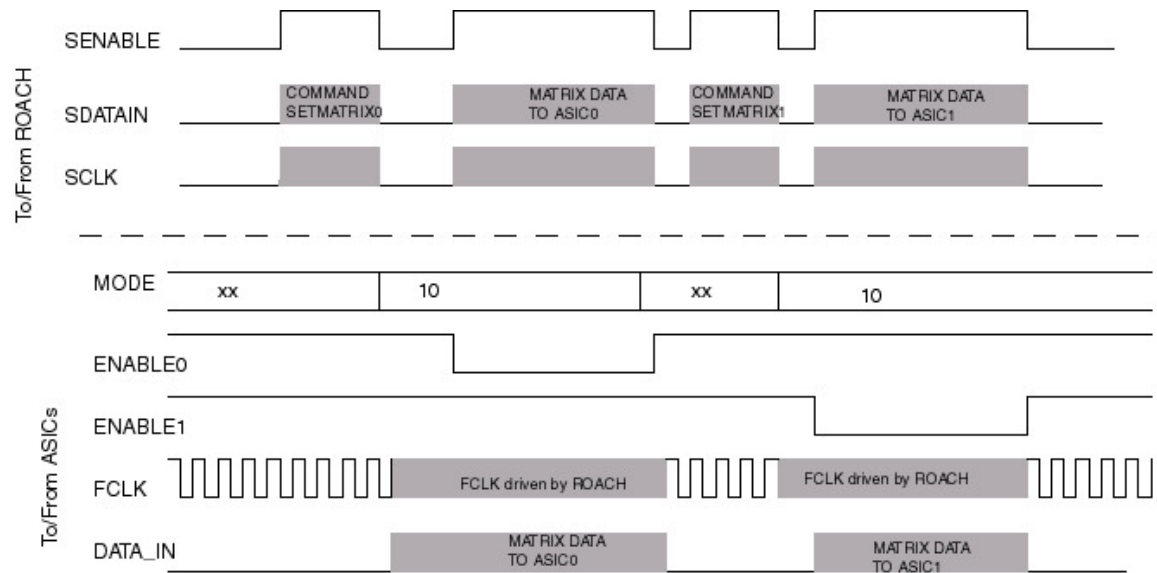 To/From ROACH
SENABLE
SDATAIN
COMMAND
SETMATRIX0
MATRIX DATA
TO ASIC0
COMMAND
SETMATRIX1
MATRIX DATA
TO ASIC1
SCLK
To/From ASICs
MODE
xx
10
xx
10
ENABLE0
ENABLE1
FCLK
FCLK driven by ROACH
FCLK driven by ROACH
DATA_IN
MATRIX DATA
TO ASIC0
MATRIX DATA
TO ASIC1